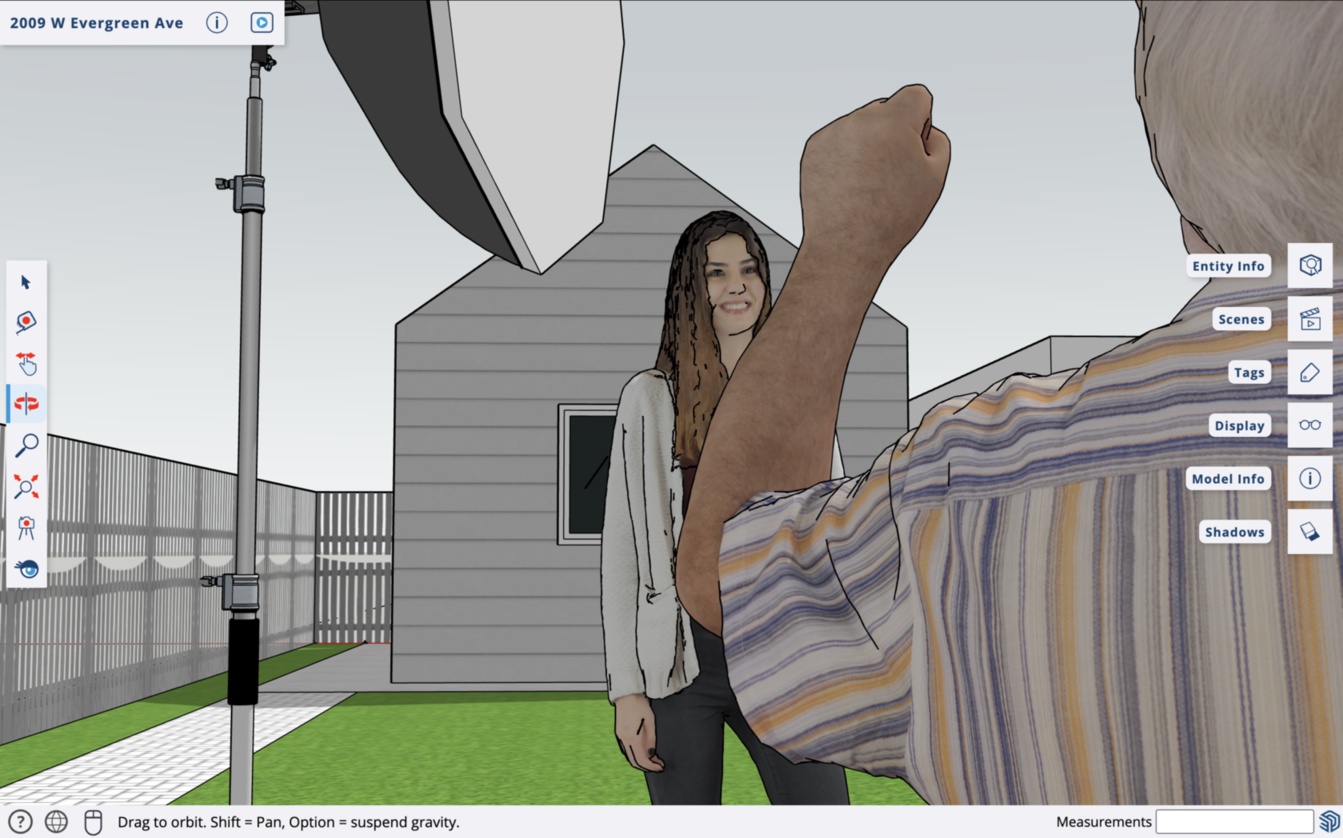 2009 W Evergreen Ave
Entity Info
Scenes
Tags
Display
Model Info
Shadows
Drag to orbit. Shift = Pan, Option = suspend gravity.
Measurements